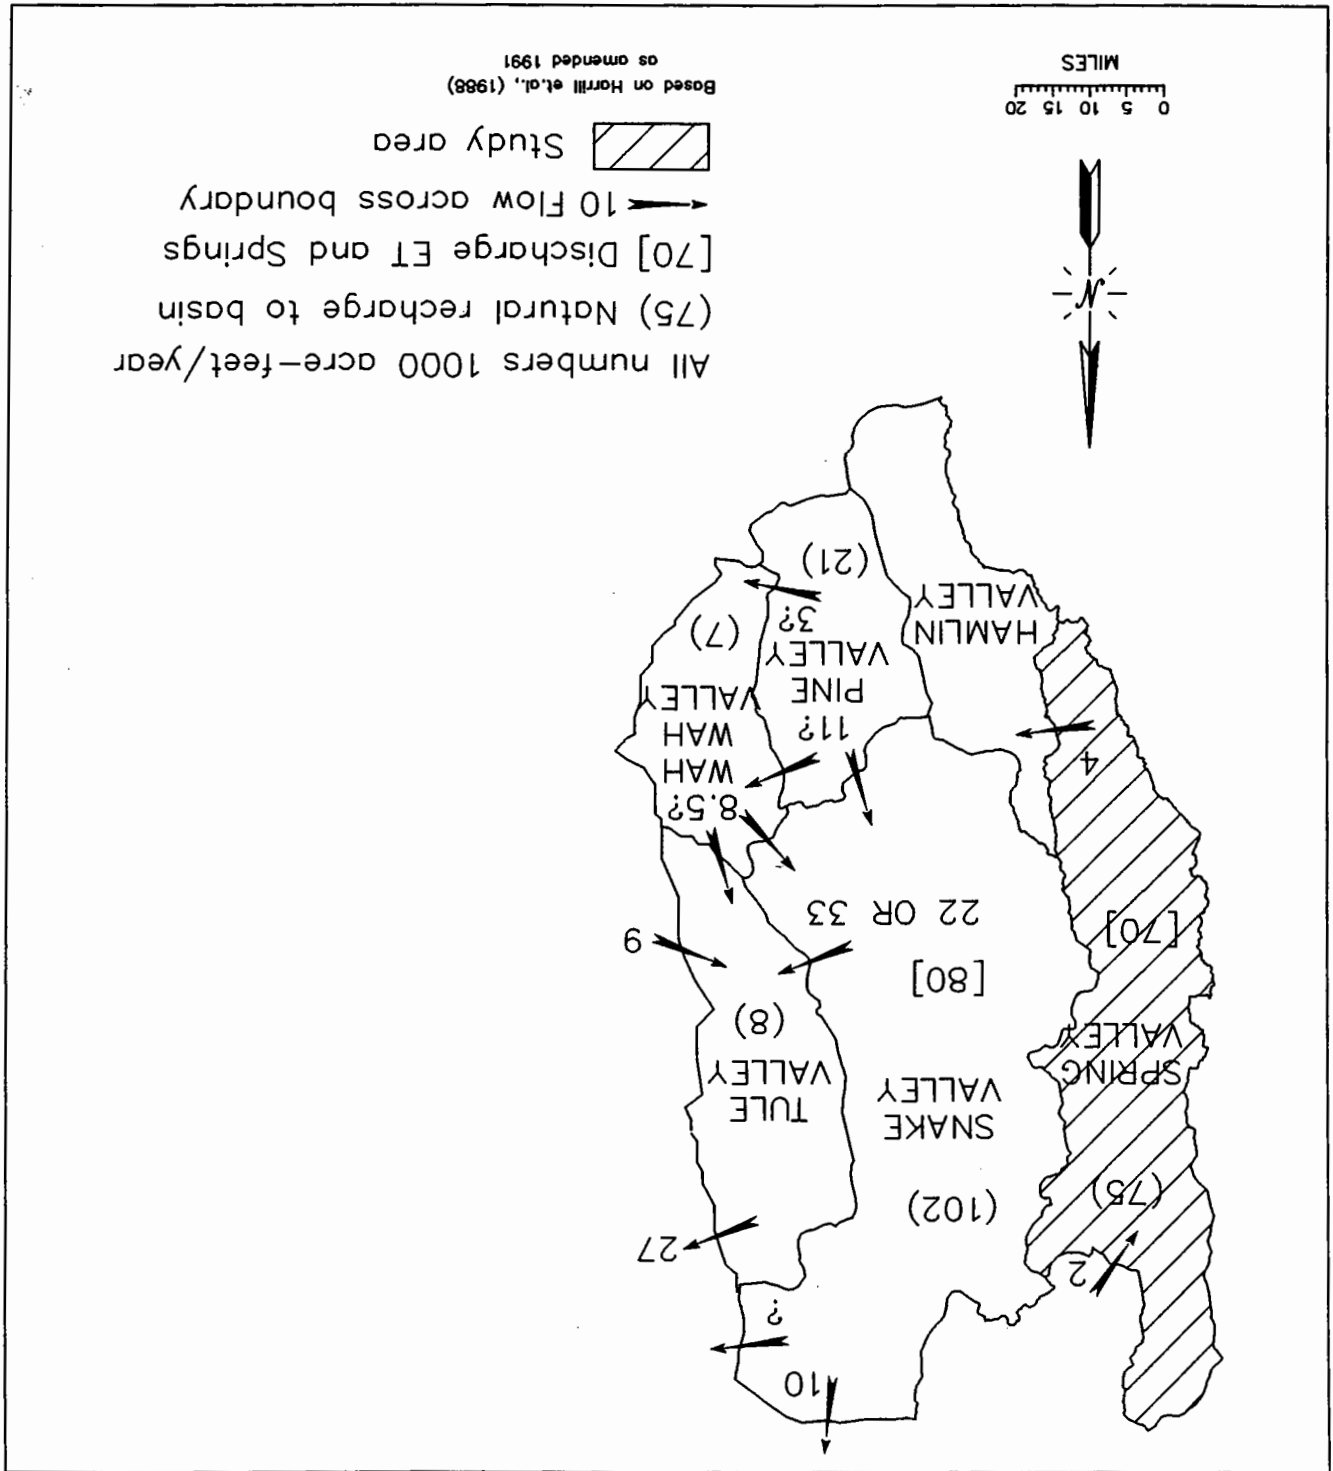 10
?
2
27
(75)
(102)
SNAKE
VALLEY
TULE
VALLEY
SPRING
VALLEY
(8)
[80]
[70]
6
22 OR 33
8.5?
WAH
WAH
VALLEY
4
11?
PINE
VALLEY
3?
HAMLIN
VALLEY
(7)
(21)
N
All numbers 1000 acre-feet/year
(75) Natural recharge to basin
[70] Discharge ET and Springs
10 Flow across boundary
Study area
Based on Harrill et.al., (1988)
as amended 1991
0 5 10 15 20
MILES